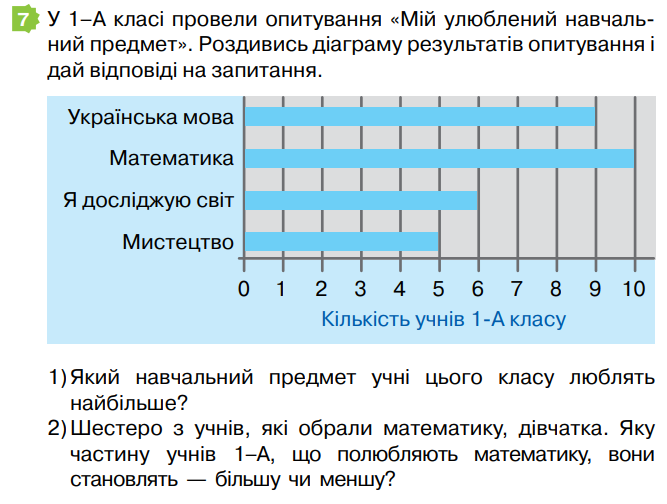 7 У 1–А класі провели опитування «Мій улюблений навчаль-
ний предмет». Роздивись діаграму результатів опитування і
дай відповіді на запитання.
Українська мова
Математика
Я досліджую світ
Мистецтво
0 1 2 3 4 5 6 7 8 9 10
Кількість учнів 1-А класу
1) Який навчальний предмет учні цього класу люблять
найбільше?
2) Шестеро з учнів, які обрали математику, дівчатка. Яку
частину учнів 1–А, що полюбляють математику, вони
становлять — більшу чи меншу?